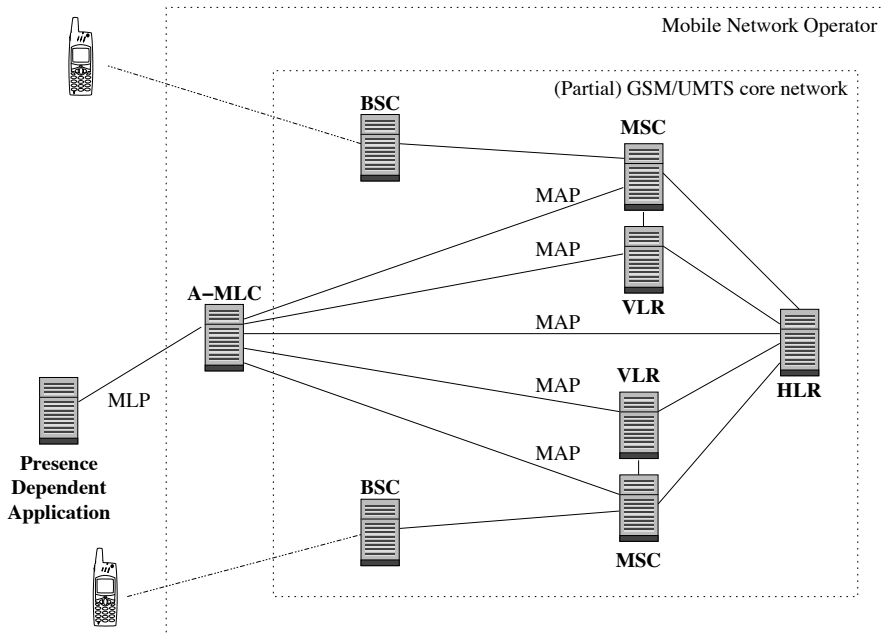 Mobile Network Operator
(Partial) GSM/UMTS core network
BSC
MSC
MAP
MAP
VLR
A–MLC
MAP
HLR
VLR
MAP
MLP
MAP
Presence
Dependent
Application
BSC
MSC